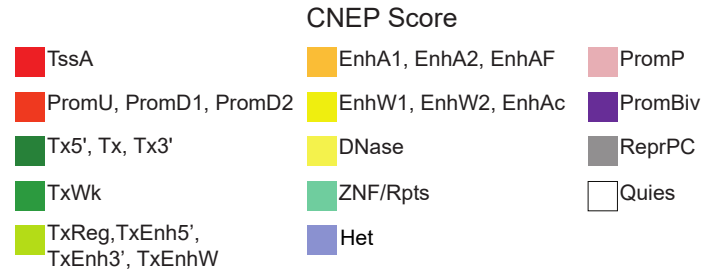 CNEP Score
TssA
EnhA1, EnhA2, EnhAF
PromP
PromU, PromD1, PromD2
EnhW1, EnhW2, EnhAc
PromBiv
Tx5', Tx, Tx3'
DNase
ReprPC
TxWk
ZNF/Rpts
Quies
TxReg,TxEnh5’,
TxEnh3’, TxEnhW
Het